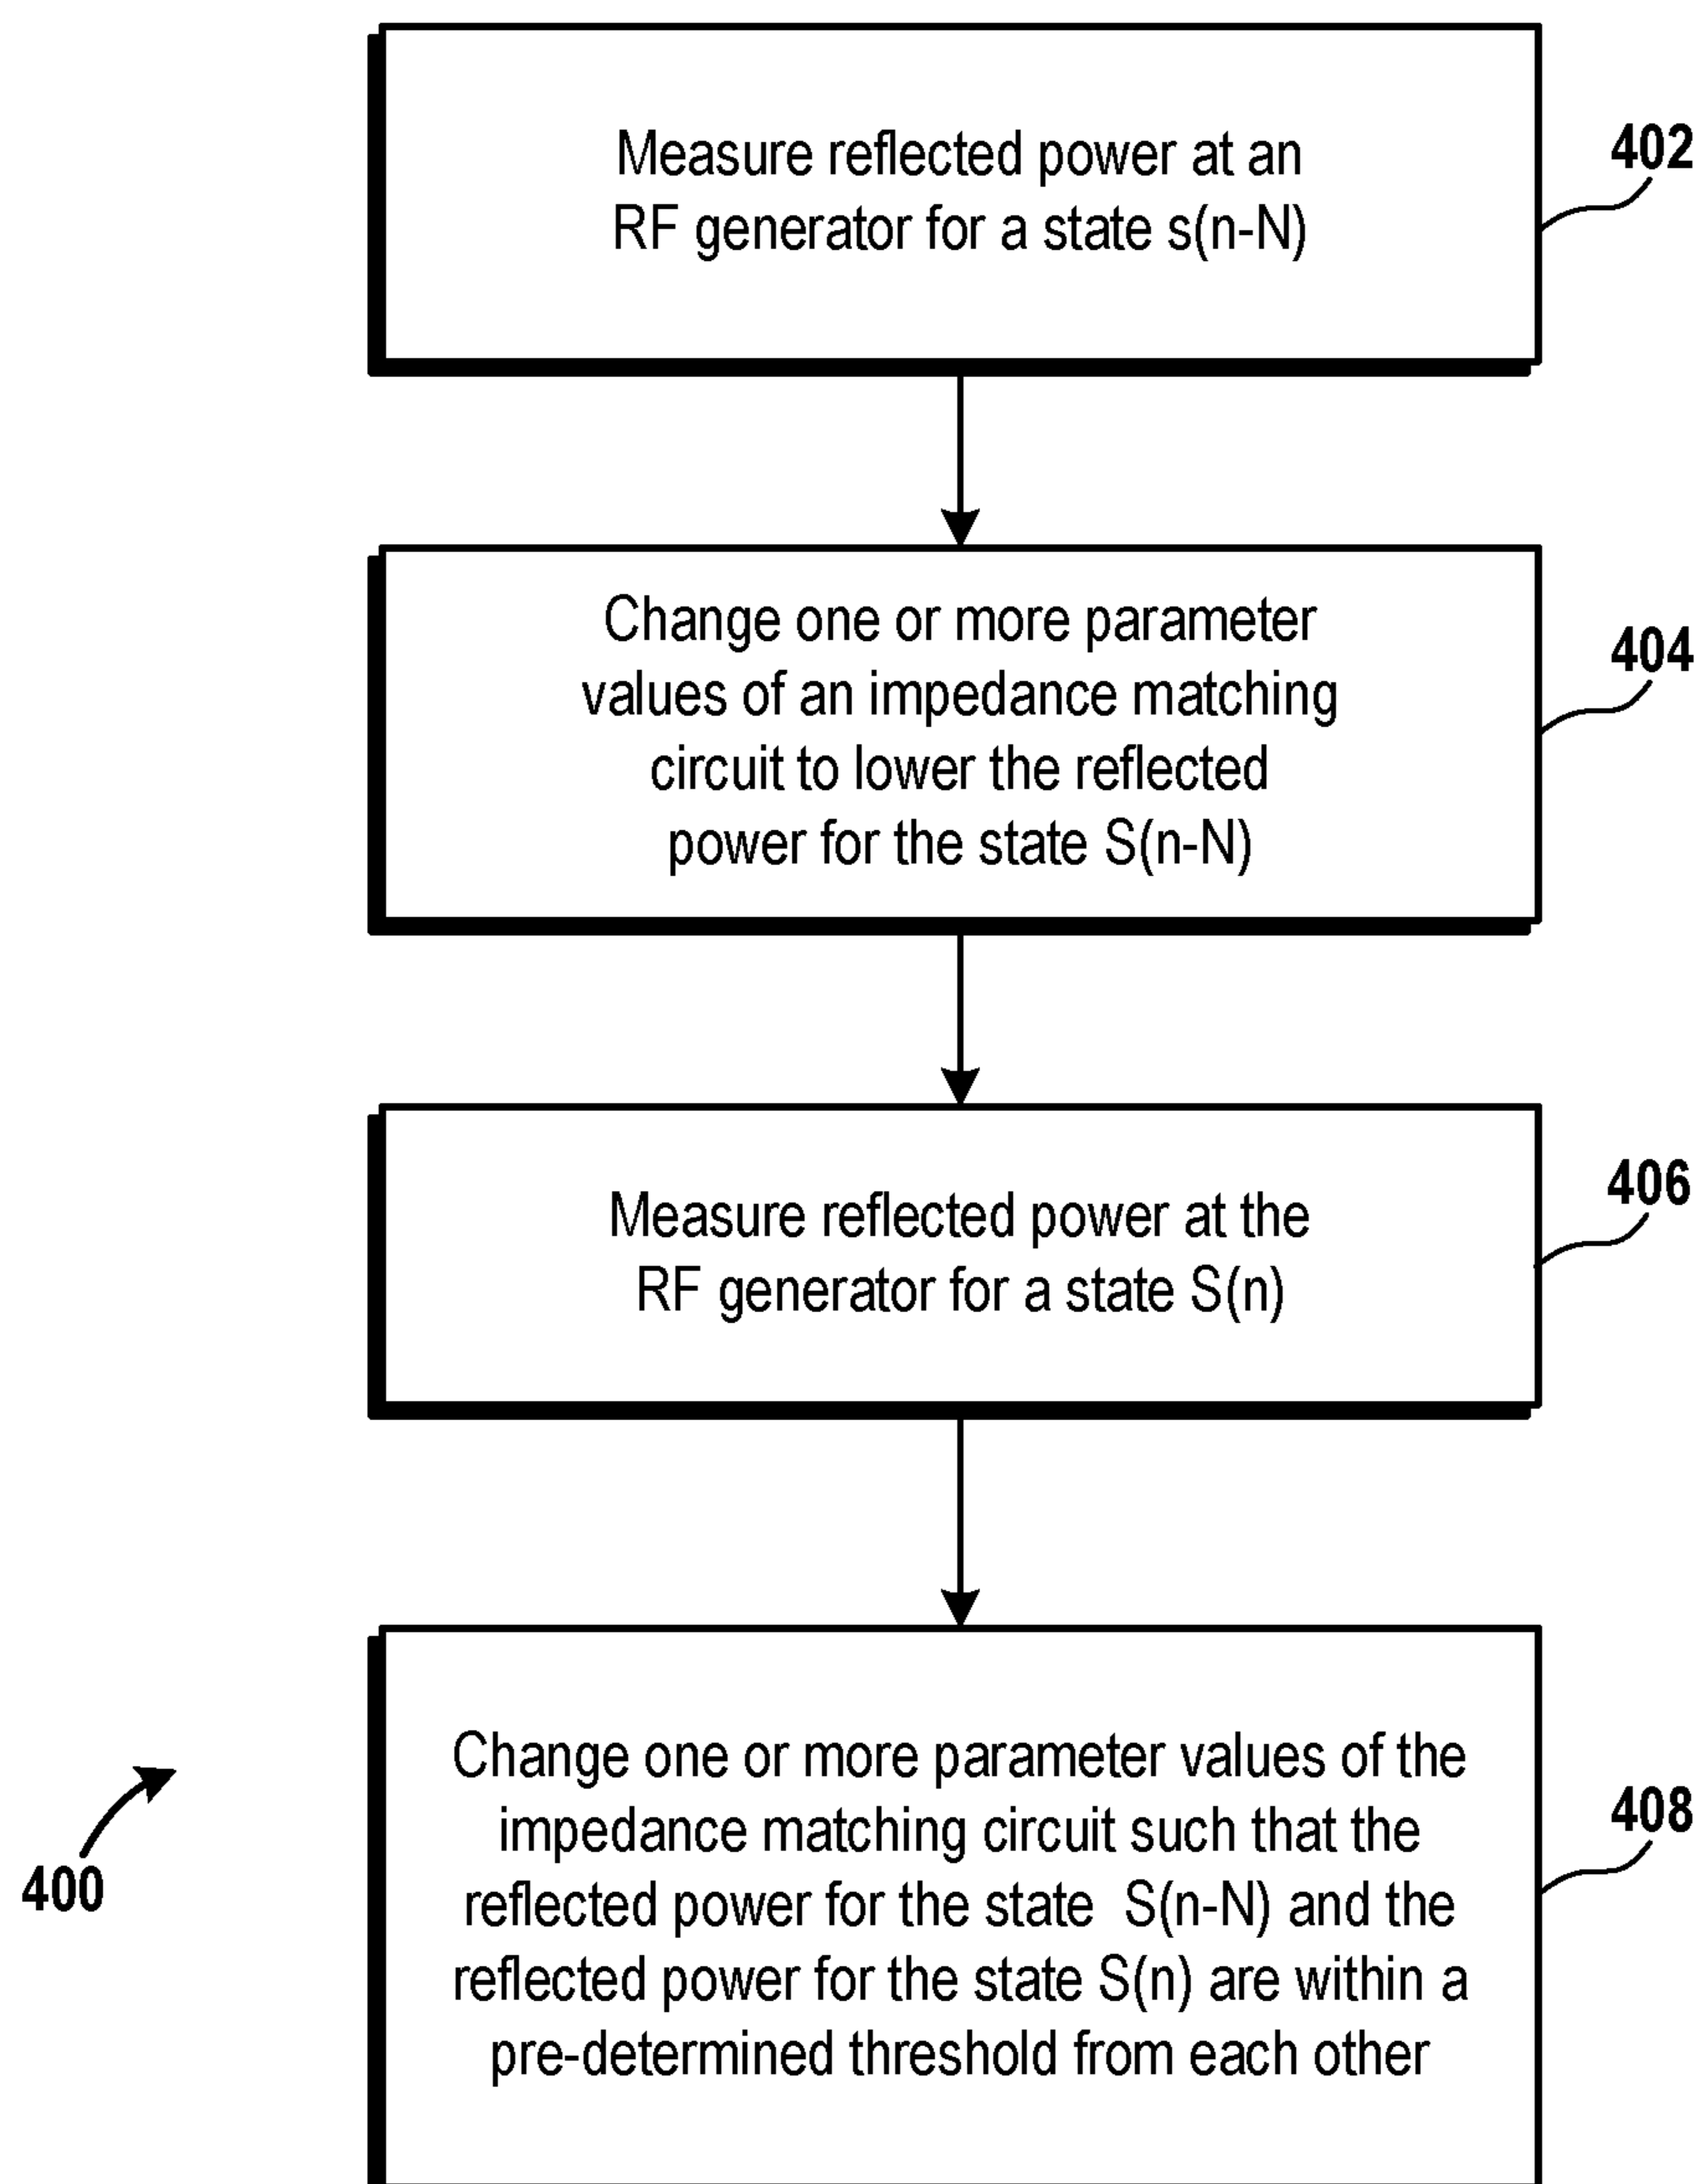 Measure reflected power at an
RF generator for a state s(n-N)
402
Change one or more parameter
values of an impedance matching
circuit to lower the reflected
power for the state S(n-N)
404
Measure reflected power at the
RF generator for a state S(n)
406
Change one or more parameter values of the
impedance matching circuit such that the
reflected power for the state S(n-N) and the
reflected power for the state S(n) are within a
pre-determined threshold from each other
408
400